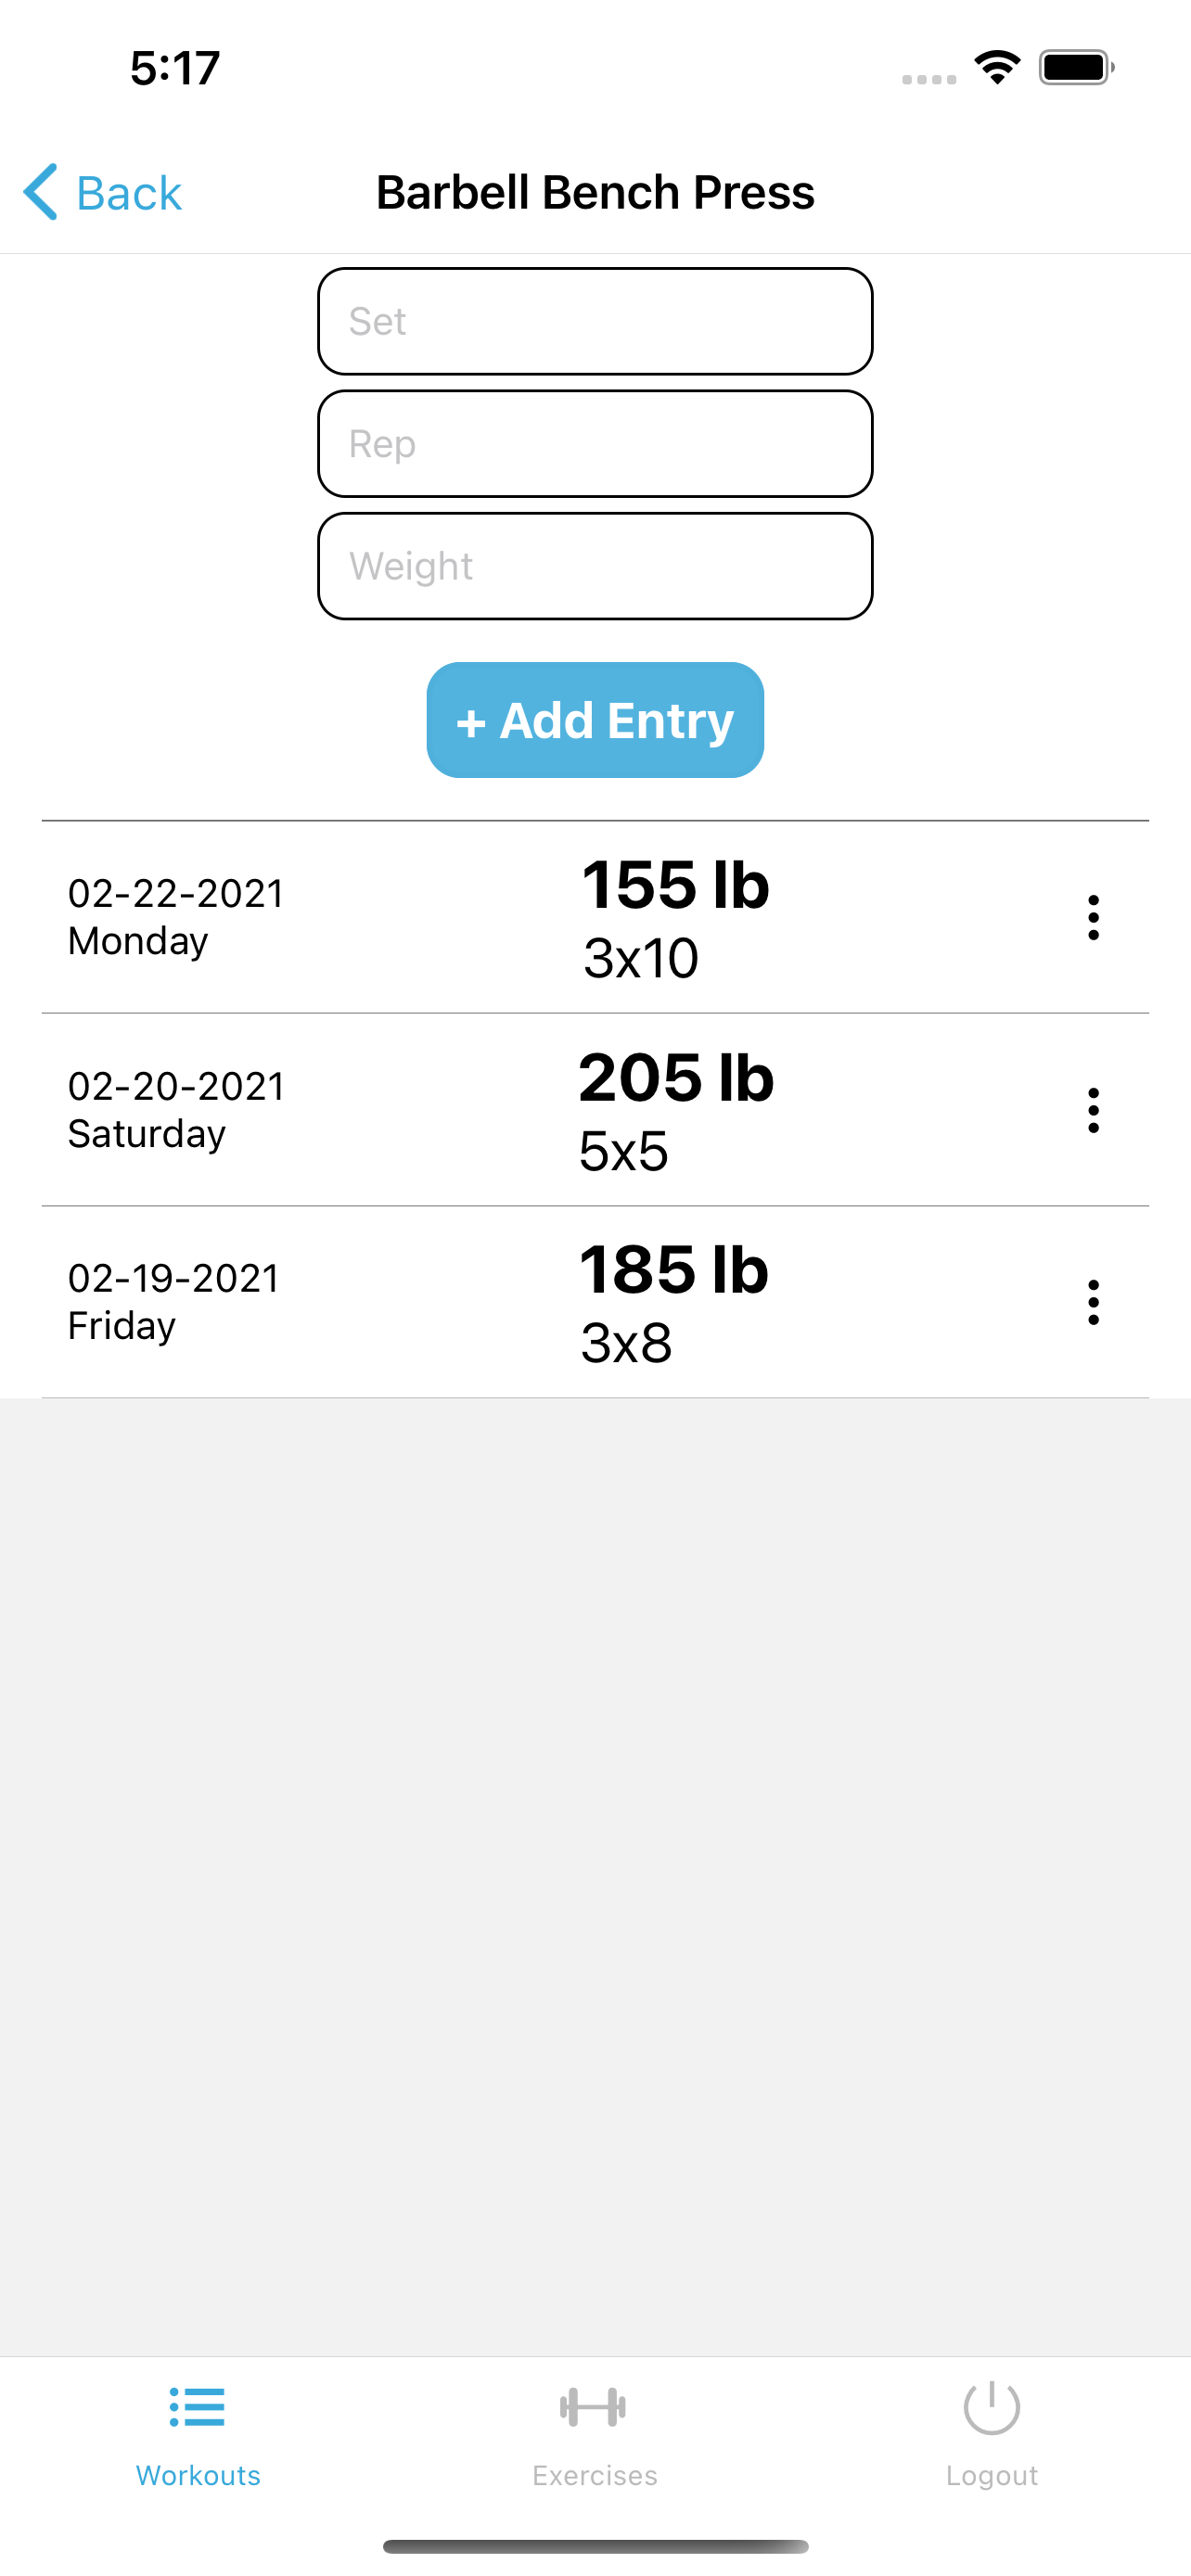 5:17
Back
Barbell Bench Press
Set
Rep
Weight
+ Add Entry
02-22-2021
Monday
155 lb
3x10
02-20-2021
Saturday
205 lb
5x5
02-19-2021
Friday
185 lb
3x8
Workouts
Exercises
Logout